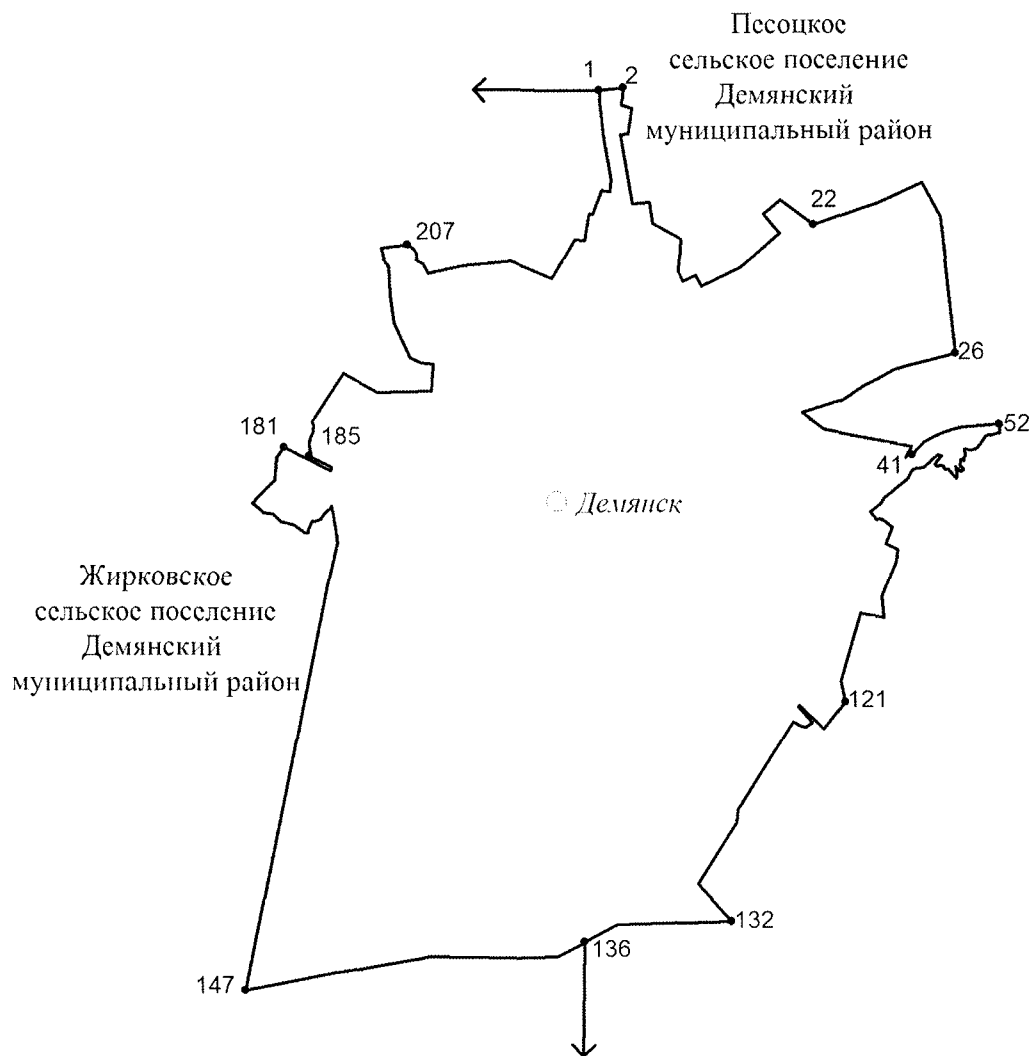 Песоцкое
сельское поселение
Демянский
муниципальный район
1
2
22
207
26
52
181
185
41
Демянск
Жирковское
сельское поселение
Демянский
муниципальный район
121
132
136
147